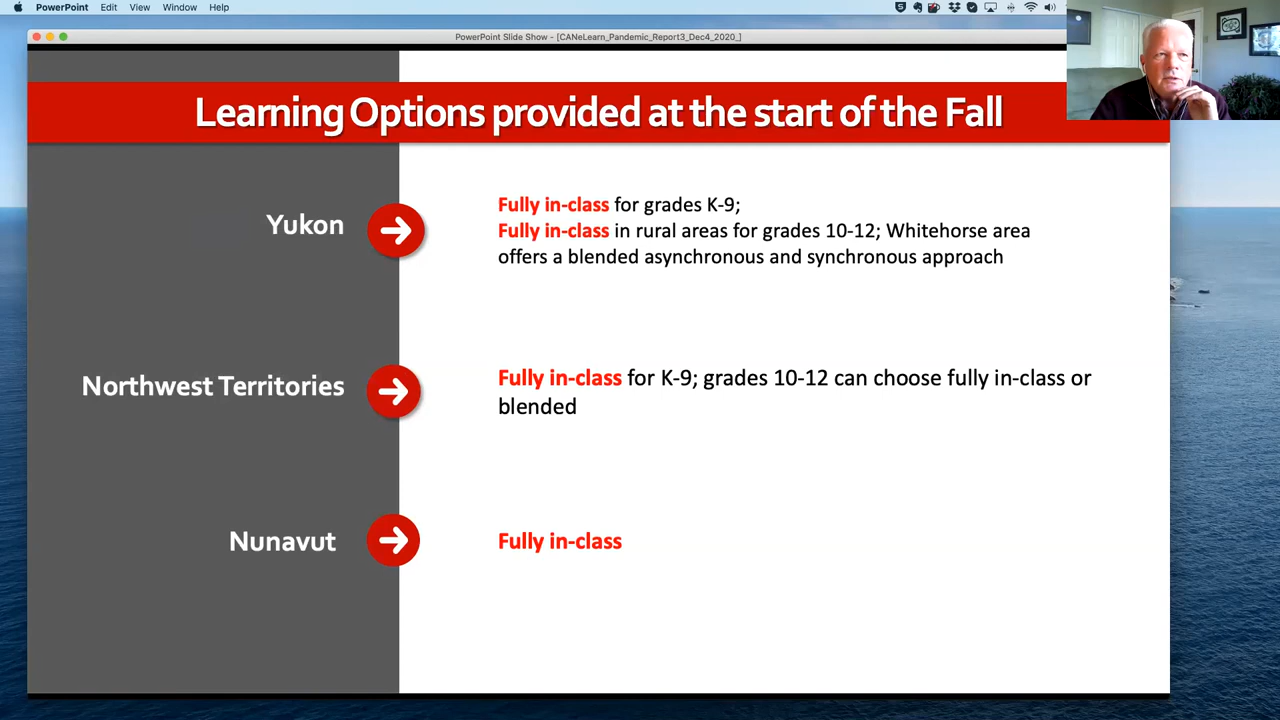 PowerPoint Edit View Window Help
PowerPoint Slide Show - [CANeLearn_Pandemic_Report3_Dec4_2020_]
Learning Options provided at the start of the Fall
Yukon
Fully in-class for grades K-9;
Fully in-class in rural areas for grades 10-12; Whitehorse area
offers a blended asynchronous and synchronous approach
Northwest Territories
Fully in-class for K-9; grades 10-12 can choose fully in-class or
blended
Nunavut
Fully in-class